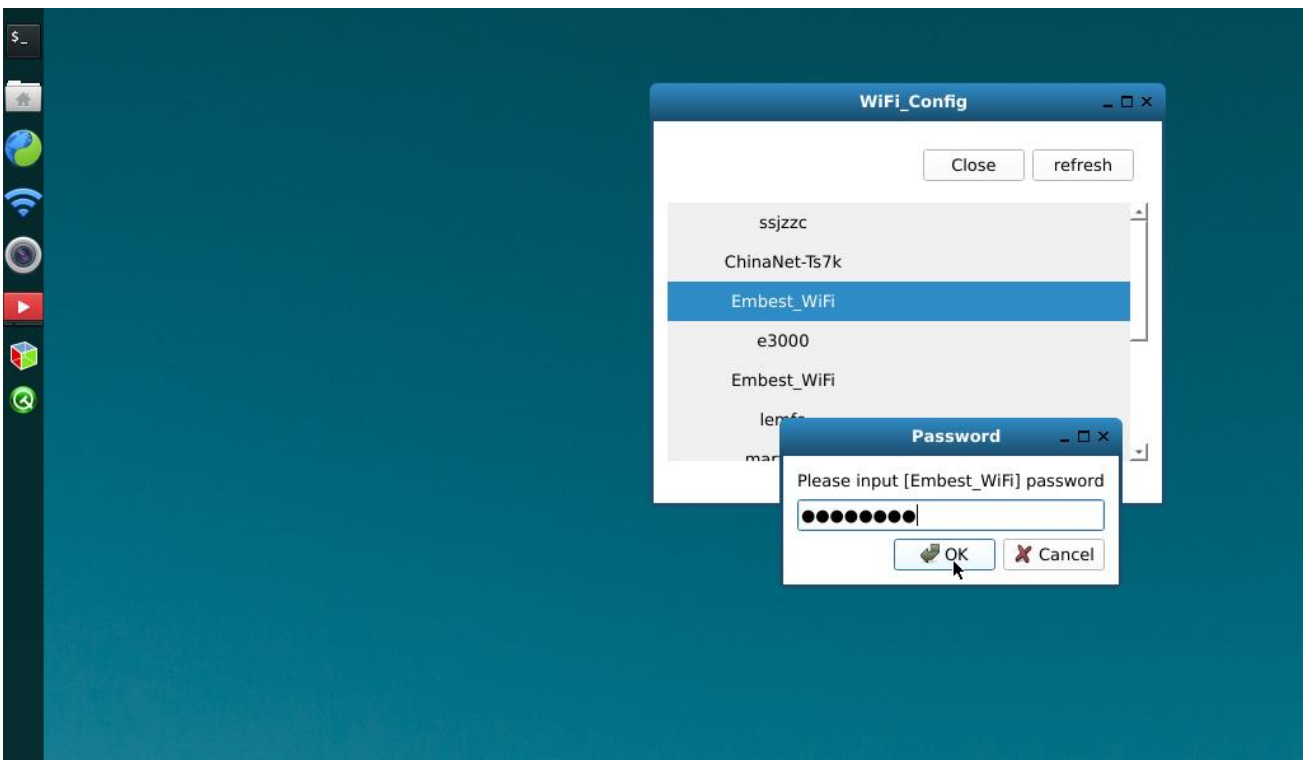 $_
WiFi_Config
Close refresh
ssjzzc
ChinaNet-Ts7k
Embest_WiFi
e3000
Embest_WiFi
Password
Please input [Embest_WiFi] password
●●●●●●●●
OK Cancel